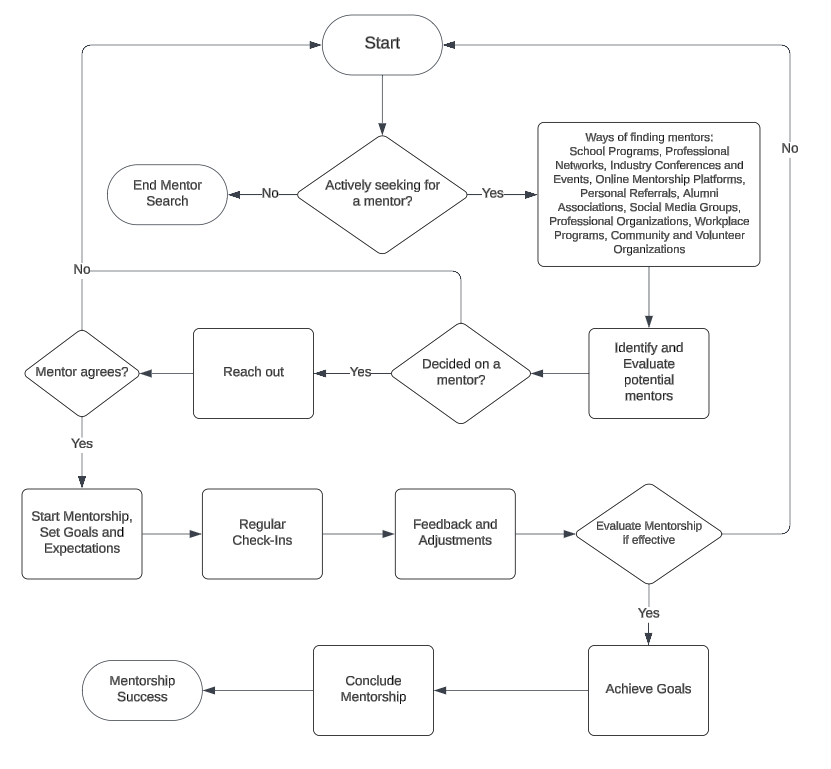 Start
No
Ways of finding mentors:
School Programs, Professional
Networks, Industry Conferences and
Events, Online Mentorship Platforms,
Personal Referrals, Alumni
Associations, Social Media Groups,
Professional Organizations, Workplace
Programs, Community and Volunteer
Organizations
End Mentor
Search
No
Actively seeking for
a mentor?
Yes
No
Mentor agrees?
Reach out
Yes
Decided on a
mentor?
Identify and
Evaluate
potential
mentors
Yes
Start Mentorship,
Set Goals and
Expectations
Regular
Check-Ins
Feedback and
Adjustments
Evaluate Mentorship
if effective
Yes
Mentorship
Success
Conclude
Mentorship
Achieve Goals